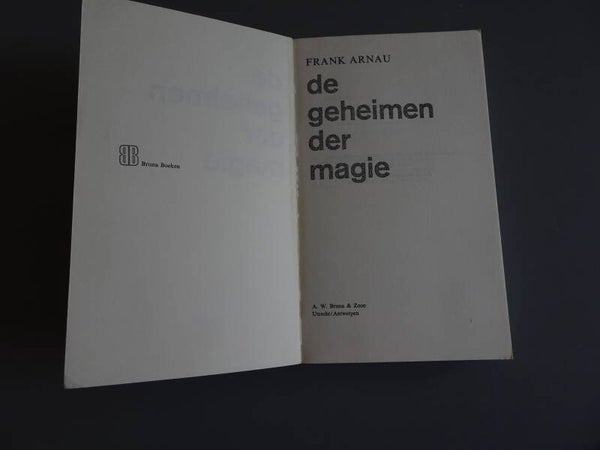 Bruna Boeken
FRANK ARNAU
de
geheimen
der
magie
A. W. Bruna & Zoon
Utrecht/Antwerpen